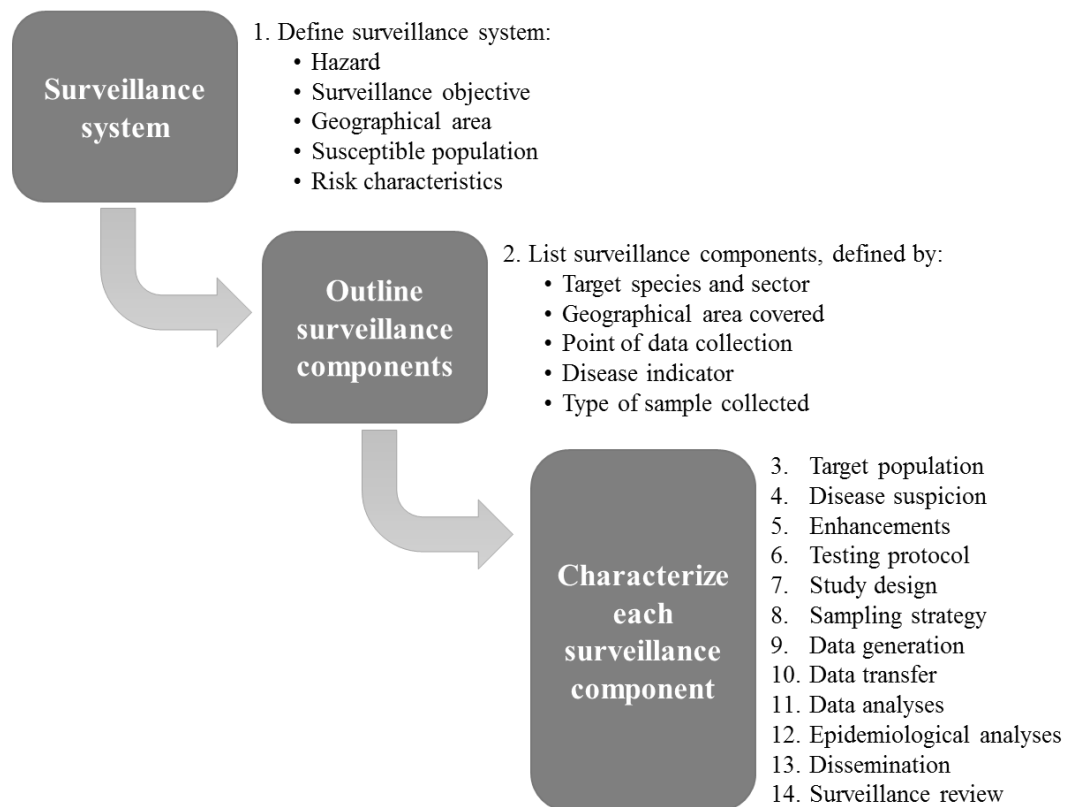 Surveillance
system
1. Define surveillance system:
• Hazard
• Surveillance objective
• Geographical area
• Susceptible population
• Risk characteristics
Outline
surveillance
components
2. List surveillance components, defined by:
• Target species and sector
• Geographical area covered
• Point of data collection
• Disease indicator
• Type of sample collected
Characterize
each
surveillance
component
3. Target population
4. Disease suspicion
5. Enhancements
6. Testing protocol
7. Study design
8. Sampling strategy
9. Data generation
10. Data transfer
11. Data analyses
12. Epidemiological analyses
13. Dissemination
14. Surveillance review